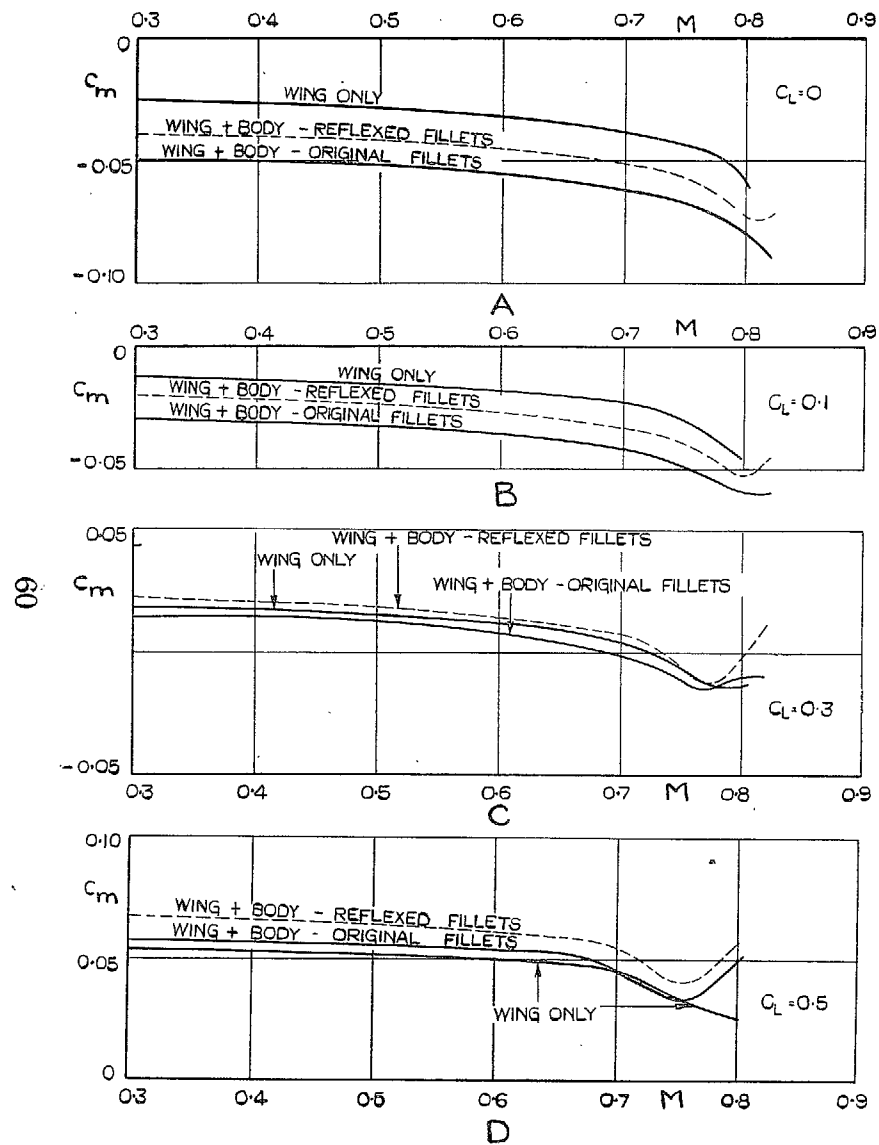 0.3 0.4 0.5 0.6 0.7 M 0.8 0.9
0
Cm
WING ONLY
CL=0
WING + BODY - REFLEXED FILLETS
-0.05
WING + BODY - ORIGINAL FILLETS
-0.10
A
0.3 0.4 0.5 0.6 0.7 M 0.8 0.9
0
WING ONLY
Cm
WING + BODY - REFLEXED FILLETS
CL=0.1
WING + BODY - ORIGINAL FILLETS
-0.05
B
0.05
WING + BODY - REFLEXED FILLETS
WING ONLY
Cm
WING + BODY - ORIGINAL FILLETS
CL=0.3
-0.05
0.3 0.4 0.5 0.6 0.7 M 0.8 0.9
C
0.10
Cm
WING + BODY - REFLEXED FILLETS
WING + BODY - ORIGINAL FILLETS
0.05
WING ONLY
CL=0.5
0
0.3 0.4 0.5 0.6 0.7 M 0.8 0.9
D
60